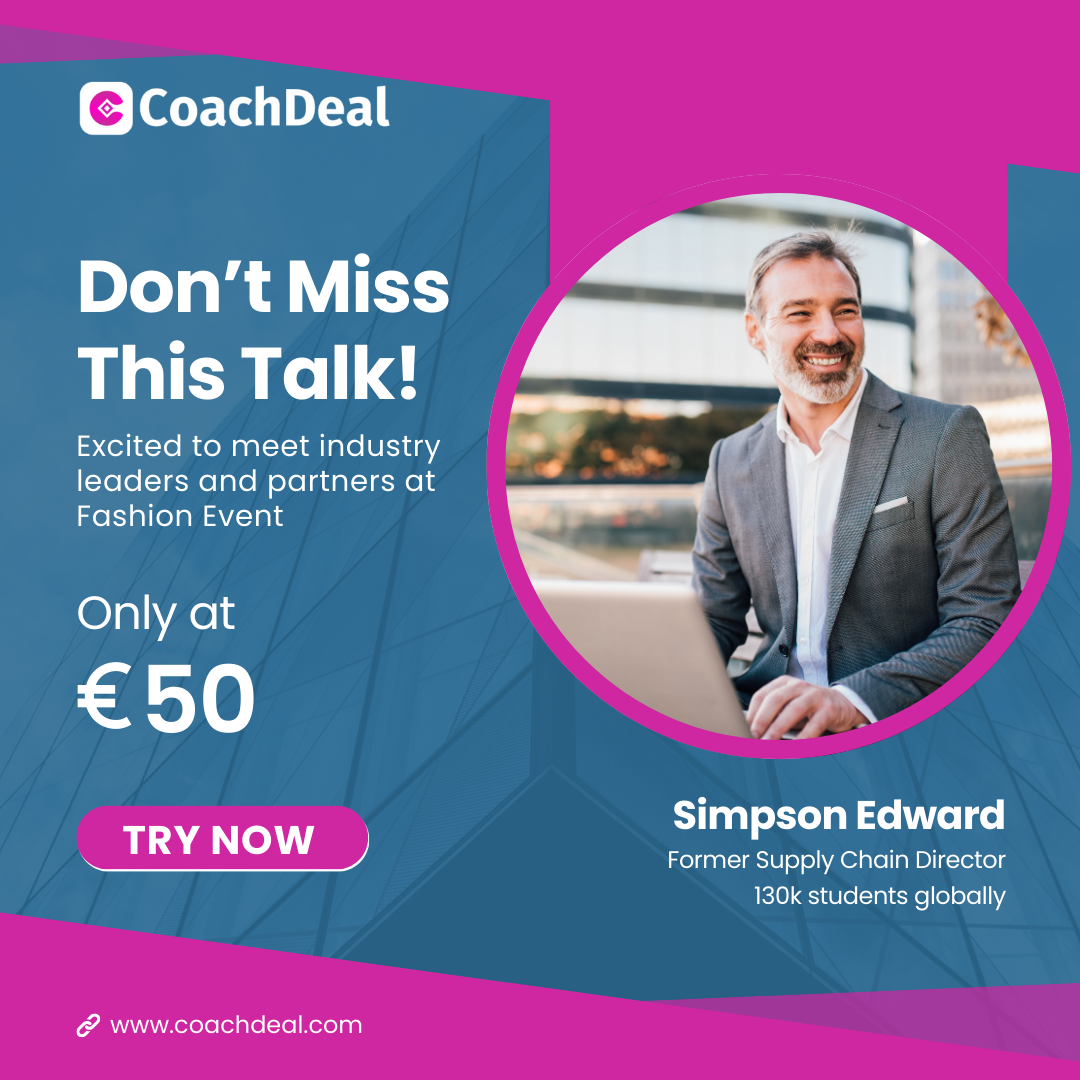 CoachDeal
Don’t Miss
This Talk!
Excited to meet industry
leaders and partners at
Fashion Event
Only at
€50
TRY NOW
Simpson Edward
Former Supply Chain Director
130k students globally
www.coachdeal.com